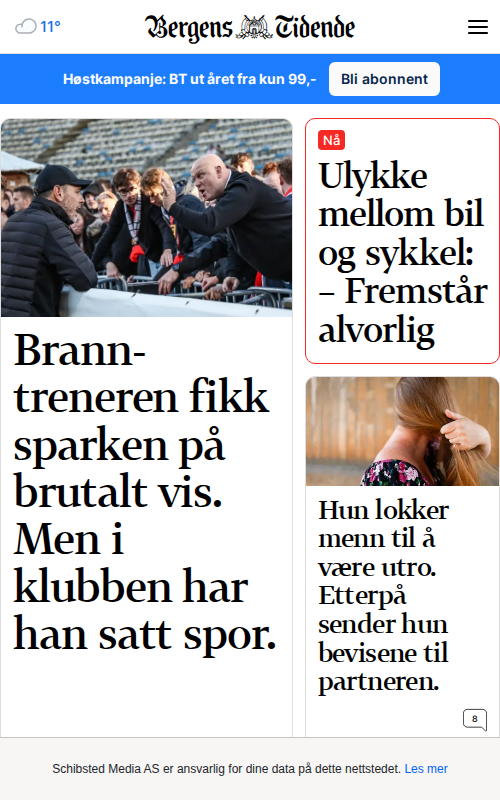 11°
Bergens Tidende
Høstkampanje: BT ut året fra kun 99,-
Bli abonnent
Brann-
treneren fikk
sparken på
brutalt vis.
Men i
klubben har
han satt spor.
Nå
Ulykke
mellom bil
og sykkel:
– Fremstår
alvorlig
Hun lokker
menn til å
være utro.
Etterpå
sender hun
bevisene til
partneren.
8
Schibsted Media AS er ansvarlig for dine data på dette nettstedet. Les mer